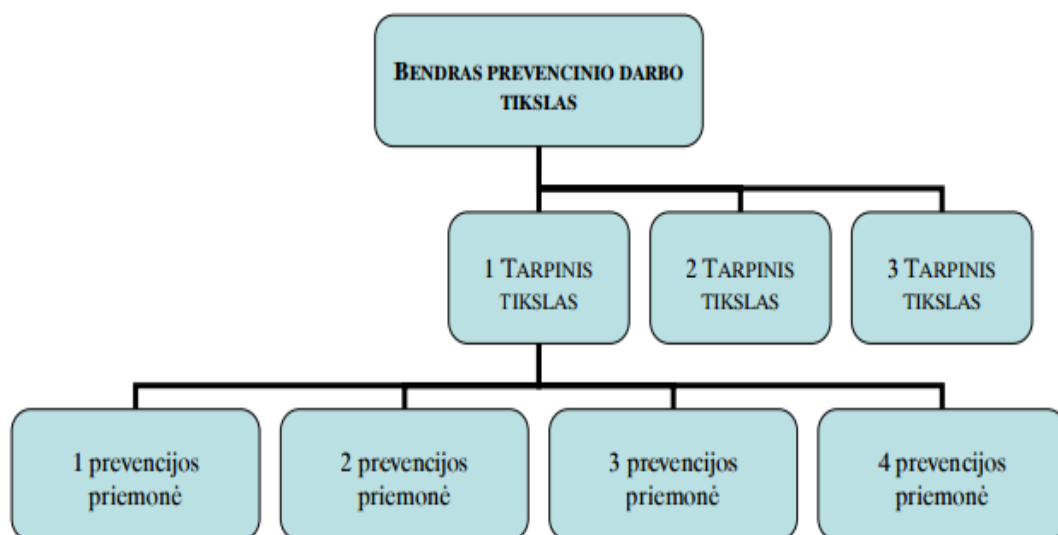 BENDRAS PREVENCINIO DARBO
TIKSLAS
1 TARPINIS
TIKSLAS
2 TARPINIS
TIKSLAS
3 TARPINIS
TIKSLAS
1 prevencijos
priemonė
2 prevencijos
priemonė
3 prevencijos
priemonė
4 prevencijos
priemonė